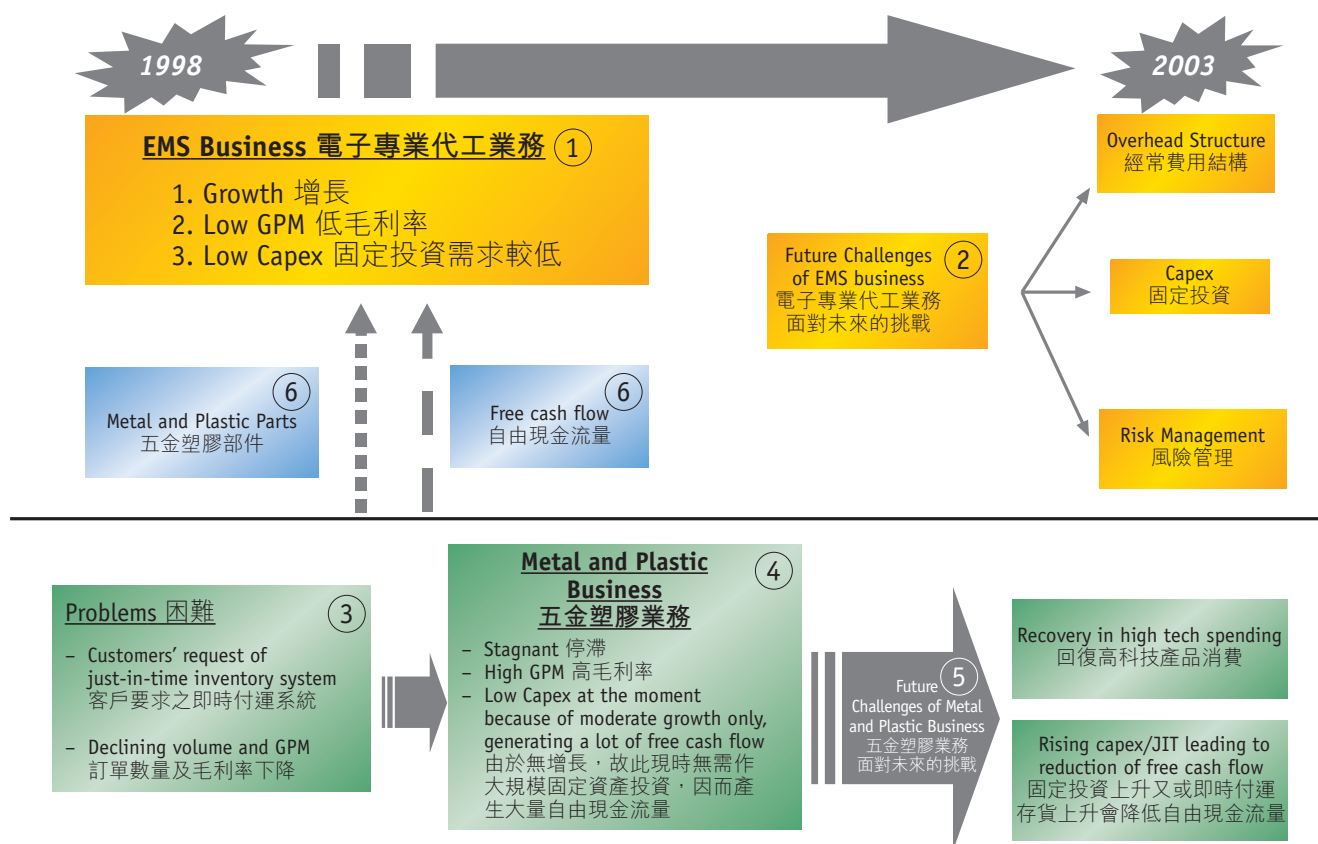 1998
2003
EMS Business 電子專業代工業務 1
1. Growth 增長
2. Low GPM 低毛利率
3. Low Capex 固定投資需求較低
Future Challenges
of EMS business
電子專業代工業務
面對未來的挑戰
2
Overhead Structure
經常費用結構
Capex
固定投資
Risk Management
風險管理
6
Metal and Plastic Parts
五金塑膠部件
6
Free cash flow
自由現金流量
Problems 困難
3
– Customers' request of
just-in-time inventory system
客戶要求之即時付運系統
– Declining volume and GPM
訂單數量及毛利率下降
Metal and Plastic
Business
五金塑膠業務
4
– Stagnant 停滯
– High GPM 高毛利率
– Low Capex at the moment
because of moderate growth only,
generating a lot of free cash flow
由於無增長，故此現時無需作
大規模固定資產投資，因而產
生大量自由現金流量
Future 5
Challenges of Metal
and Plastic Business
五金塑膠業務
面對未來的挑戰
Recovery in high tech spending
回復高科技產品消費
Rising capex/JIT leading to
reduction of free cash flow
固定投資上升又或即時付運
存貨上升會降低自由現金流量